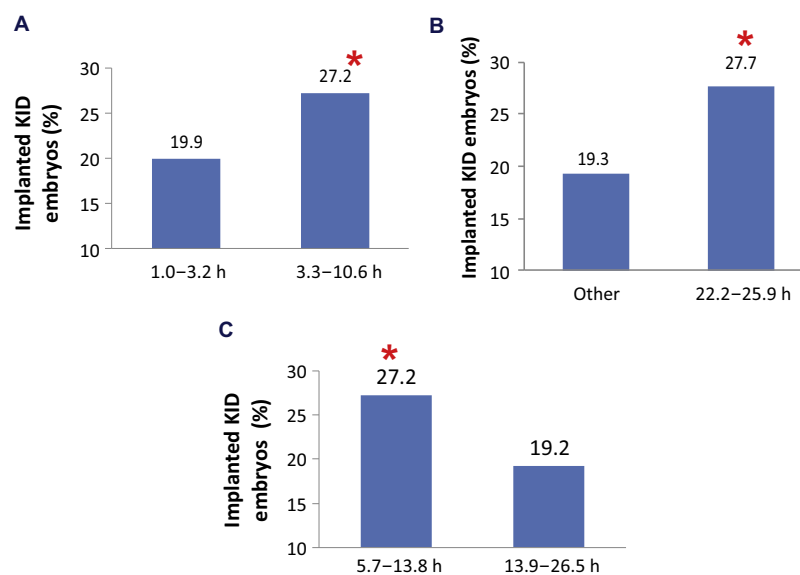 A
Implanted KID
embryos (%)
30
25
20
15
10
19.9
27.2
*
1.0–3.2 h
3.3–10.6 h
B
Implanted KID embryos (%)
30
25
20
15
10
19.3
27.7
*
Other
22.2–25.9 h
C
Implanted KID
embryos (%)
30
25
20
15
10
*
27.2
19.2
5.7–13.8 h
13.9–26.5 h